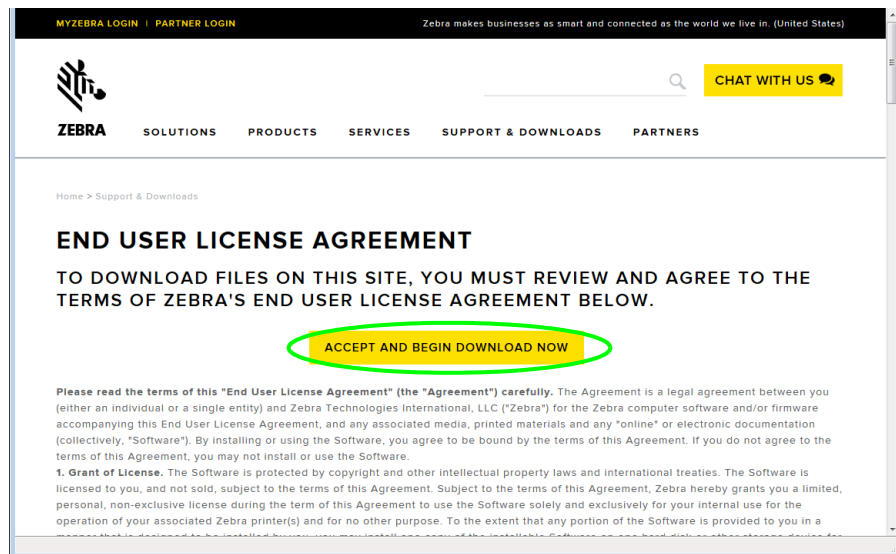 MYZEBRA LOGIN | PARTNER LOGIN
Zebra makes businesses as smart and connected as the world we live in. (United States)
CHAT WITH US
ZEBRA
SOLUTIONS PRODUCTS SERVICES SUPPORT & DOWNLOADS PARTNERS
Home > Support & Downloads
END USER LICENSE AGREEMENT
TO DOWNLOAD FILES ON THIS SITE, YOU MUST REVIEW AND AGREE TO THE
TERMS OF ZEBRA'S END USER LICENSE AGREEMENT BELOW.
ACCEPT AND BEGIN DOWNLOAD NOW
Please read the terms of this "End User License Agreement" (the "Agreement") carefully. The Agreement is a legal agreement between you
(either an individual or a single entity) and Zebra Technologies International, LLC ("Zebra") for the Zebra computer software and/or firmware
accompanying this End User License Agreement, and any associated media, printed materials and any "online" or electronic documentation
(collectively, "Software"). By installing or using the Software, you agree to be bound by the terms of this Agreement. If you do not agree to the
terms of this Agreement, you may not install or use the Software.
1. Grant of License. The Software is protected by copyright and other intellectual property laws and international treaties. The Software is
licensed to you, and not sold, subject to the terms of this Agreement. Subject to the terms of this Agreement, Zebra hereby grants you a limited,
personal, non-exclusive license during the term of this Agreement to use the Software solely and exclusively for your internal use for the
operation of your associated Zebra printer(s) and for no other purpose. To the extent that any portion of the Software is provided to you in a